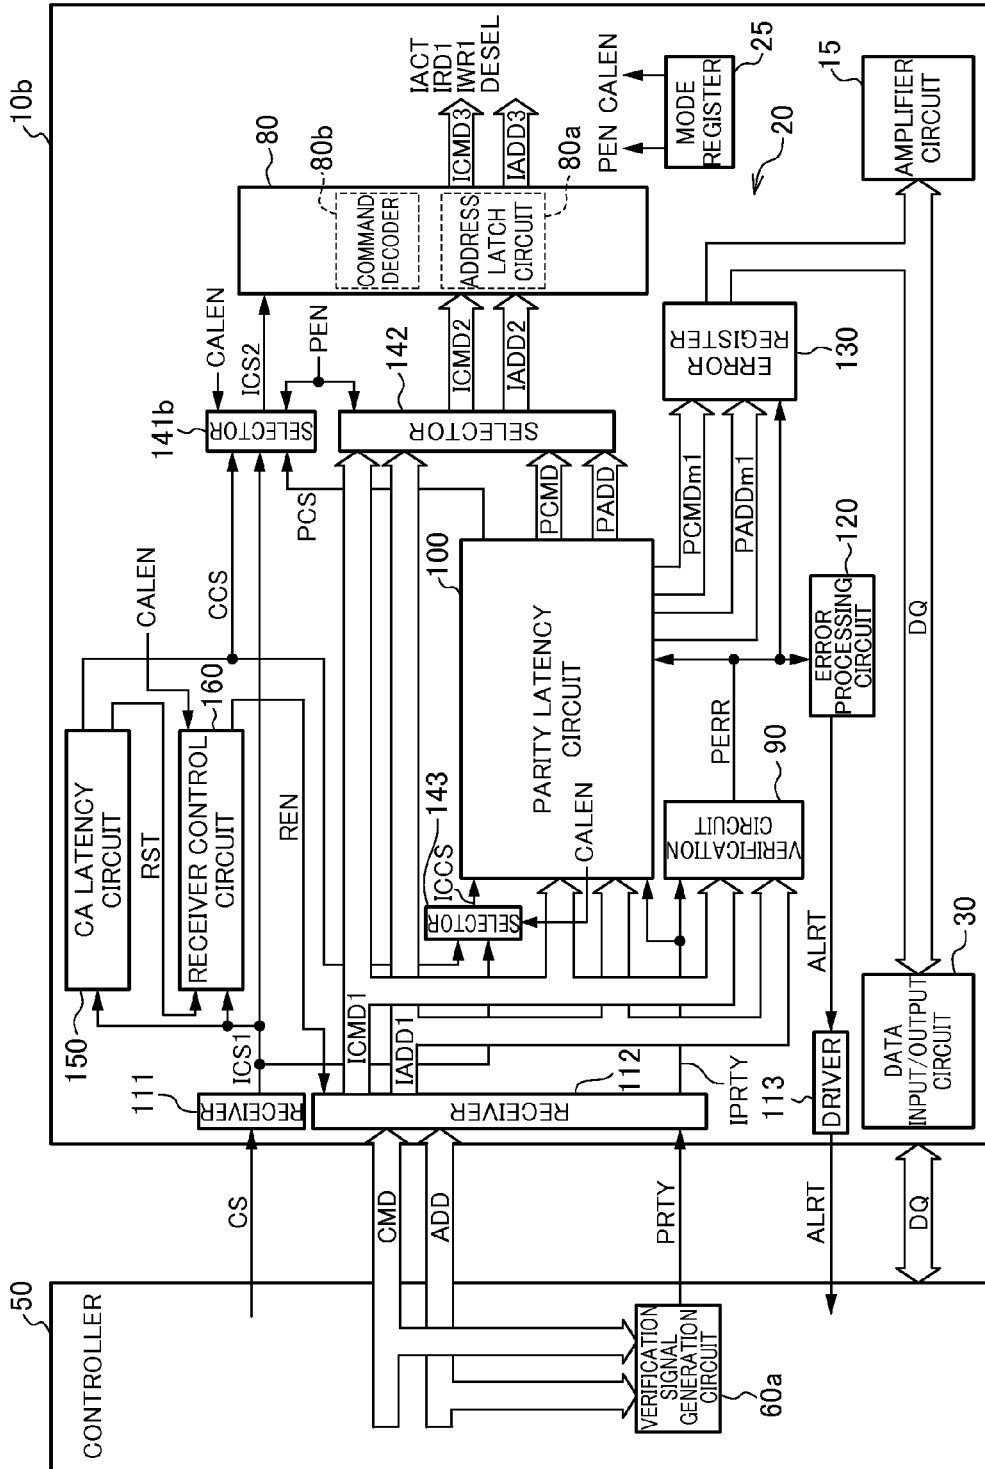 50
CONTROLLER
CS
CMD
ADD
PRTY
VERIFICATION
SIGNAL
GENERATION
CIRCUIT
60a
ALRT
DQ
10b
111
RECEIVER
ICS1
150
CA LATENCY
CIRCUIT
RST
RECEIVER CONTROL
CIRCUIT
160
CALEN
REN
CCS
112
RECEIVER
ICMD1
IADD1
IPRTY
113
DRIVER
ALRT
DATA
INPUT/OUTPUT
CIRCUIT
30
DQ
SELECTOR
143
ICCS
CALEN
PARITY LATENCY
CIRCUIT
100
PCS
PCMD
PADD
VERIFICATION
CIRCUIT
90
PERR
ERROR
PROCESSING
CIRCUIT
120
PCMDm1
PADDm1
ERROR
REGISTER
130
141b
SELECTOR
CALEN
ICS2
PEN
142
SELECTOR
ICMD2
IADD2
80
80b
COMMAND
DECODER
ADDRESS
LATCH
CIRCUIT
80a
ICMD3
IADD3
IACT
IRD1
IWR1
DESEL
PEN
CALEN
MODE
REGISTER
25
20
15
AMPLIFIER
CIRCUIT